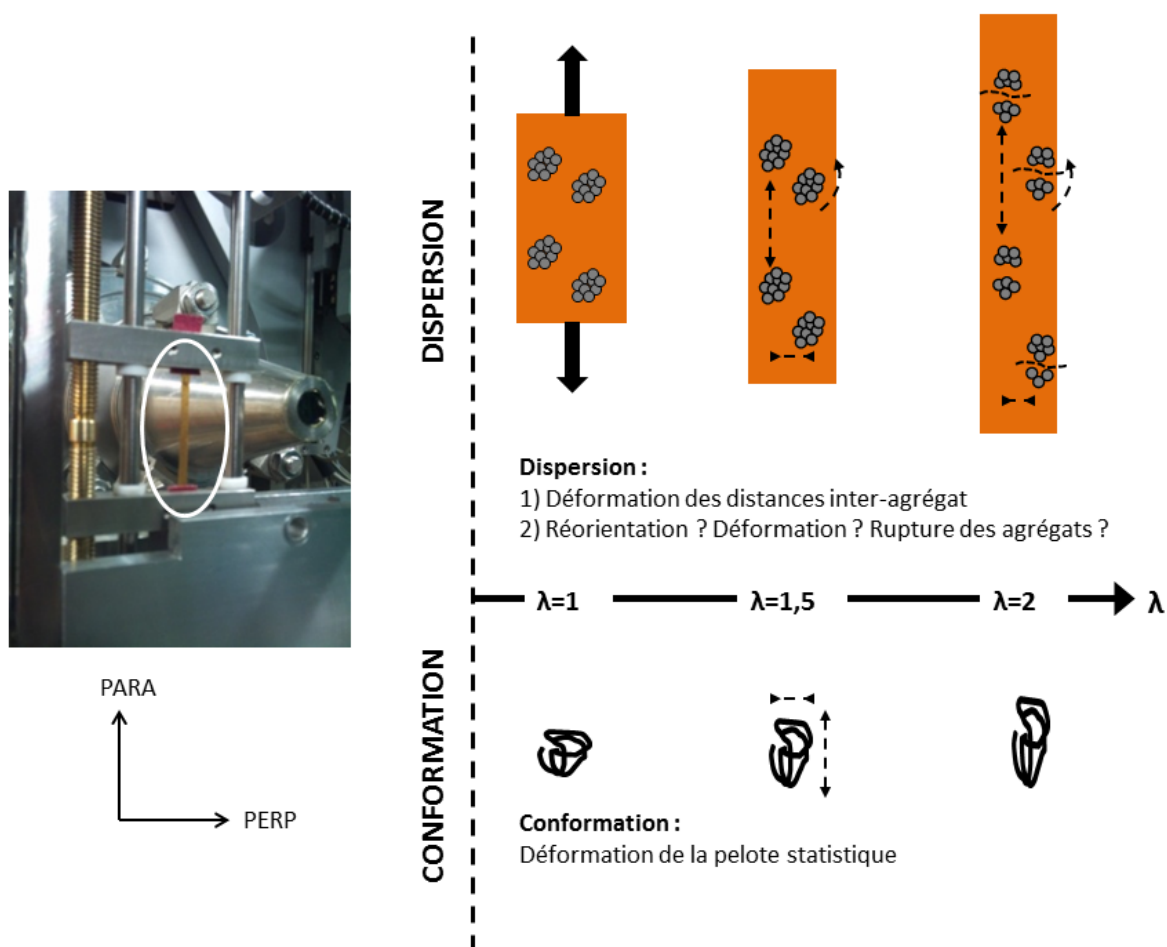 DISPERSION
Dispersion :
1) Déformation des distances inter-agrégat
2) Réorientation ? Déformation ? Rupture des agrégats ?
λ=1
λ=1,5
λ=2
λ
PARA
PERP
CONFORMATION
Conformation :
Déformation de la pelote statistique